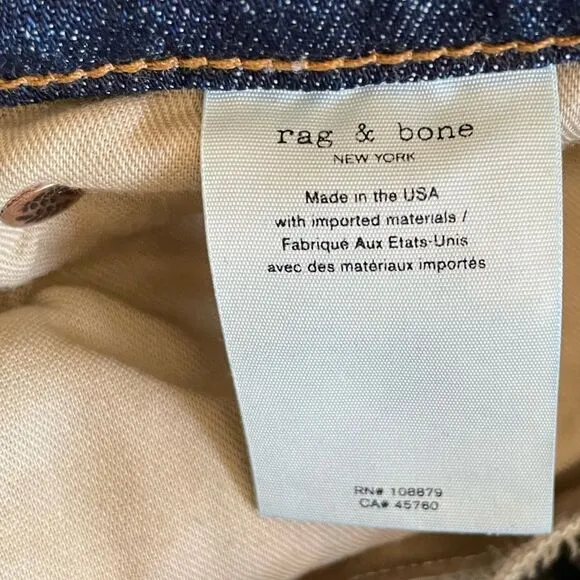 rag & bone
NEW YORK
Made in the USA
with imported materials /
Fabriqué Aux Etats-Unis
avec des matériaux importés
RN# 108879
CA# 45760